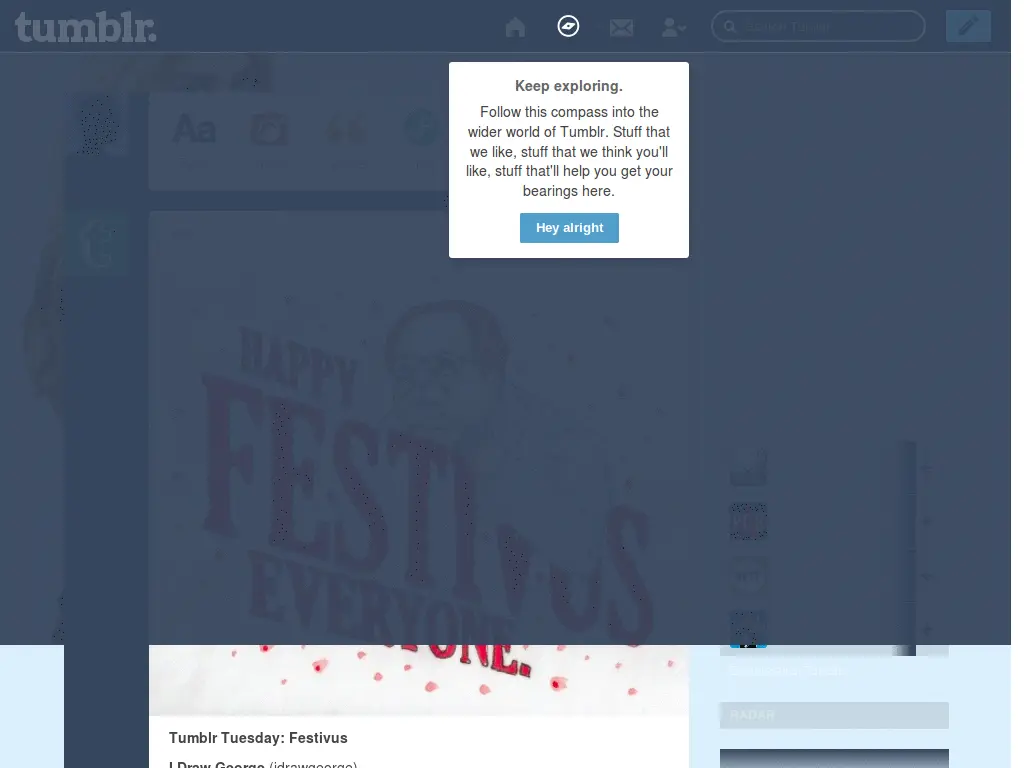 tumblr.
Search Tumblr
Keep exploring.
Follow this compass into the
wider world of Tumblr. Stuff that
we like, stuff that we think you'll
like, stuff that'll help you get your
bearings here.
Hey alright
Aa
HAPPY
FESTIVUS
EVERYONE.
RADAR
Tumblr Tuesday: Festivus
I Draw George (idrawgeorge)